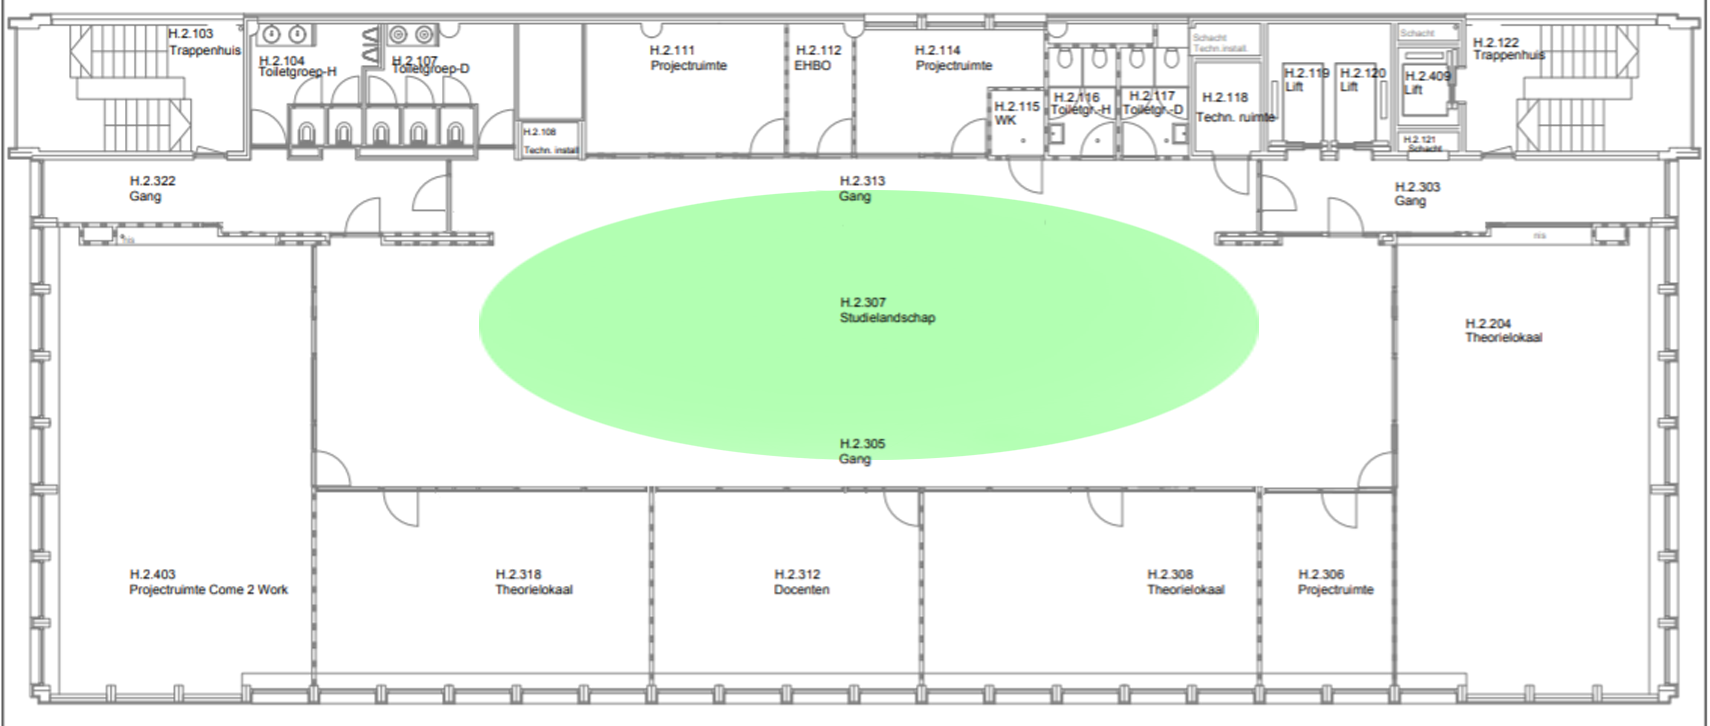 H.2.103
Trappenhuis
H.2.104
Toiletgroep-H
H.2.107
Toiletgroep-D
H.2.108
Techn. install
H.2.111
Projectruimte
H.2.112
EHBO
H.2.114
Projectruimte
H.2.115
WK
H.2.116
Toiletgr.-H
H.2.117
Toiletgr.-D
Schacht
Techn.install.
H.2.118
Techn. ruimte
H.2.119
Lift
H.2.120
Lift
Schacht
H.2.409
Lift
H.2.121
Schacht
H.2.122
Trappenhuis
H.2.322
Gang
H.2.313
Gang
H.2.303
Gang
nis
nis
H.2.307
Studielandschap
H.2.204
Theorielokaal
H.2.305
Gang
H.2.403
Projectruimte Come 2 Work
H.2.318
Theorielokaal
H.2.312
Docenten
H.2.308
Theorielokaal
H.2.306
Projectruimte